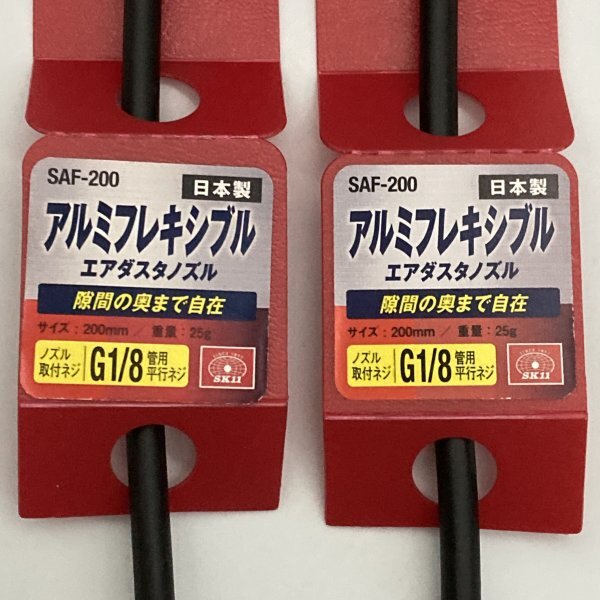 SAF-200
日本製
アルミフレキシブル
エアダスタノズル
隙間の奥まで自在
サイズ：200mm ／ 重量：25g
ノズル
取付ネジ
G1/8
管用
平行ネジ
SK11
SAF-200
日本製
アルミフレキシブル
エアダスタノズル
隙間の奥まで自在
サイズ：200mm ／ 重量：25g
ノズル
取付ネジ
G1/8
管用
平行ネジ
SK11